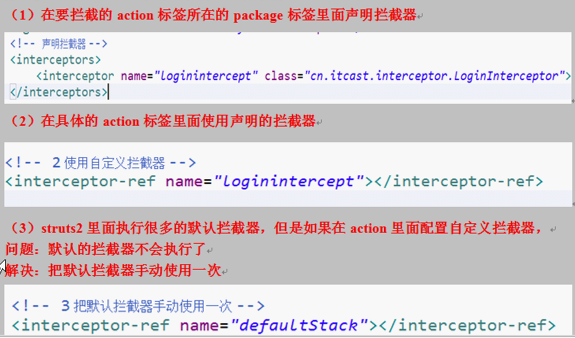 （1）在要拦截的 action 标签所在的 package 标签里面声明拦截器
<!-- 声明拦截器 -->
<interceptors>
<interceptor name="loginintercept" class="cn.itcast.interceptor.LoginInterceptor">
</interceptors>
（2）在具体的 action 标签里面使用声明的拦截器
<!-- 2 使用自定义拦截器 -->
<interceptor-ref name="loginintercept"></interceptor-ref>
（3）struts2 里面执行很多的默认拦截器，但是如果在 action 里面配置自定义拦截器，
问题：默认的拦截器不会执行了
解决：把默认拦截器手动使用一次
<!-- 3 把默认拦截器手动使用一次 -->
<interceptor-ref name="defaultStack"></interceptor-ref>